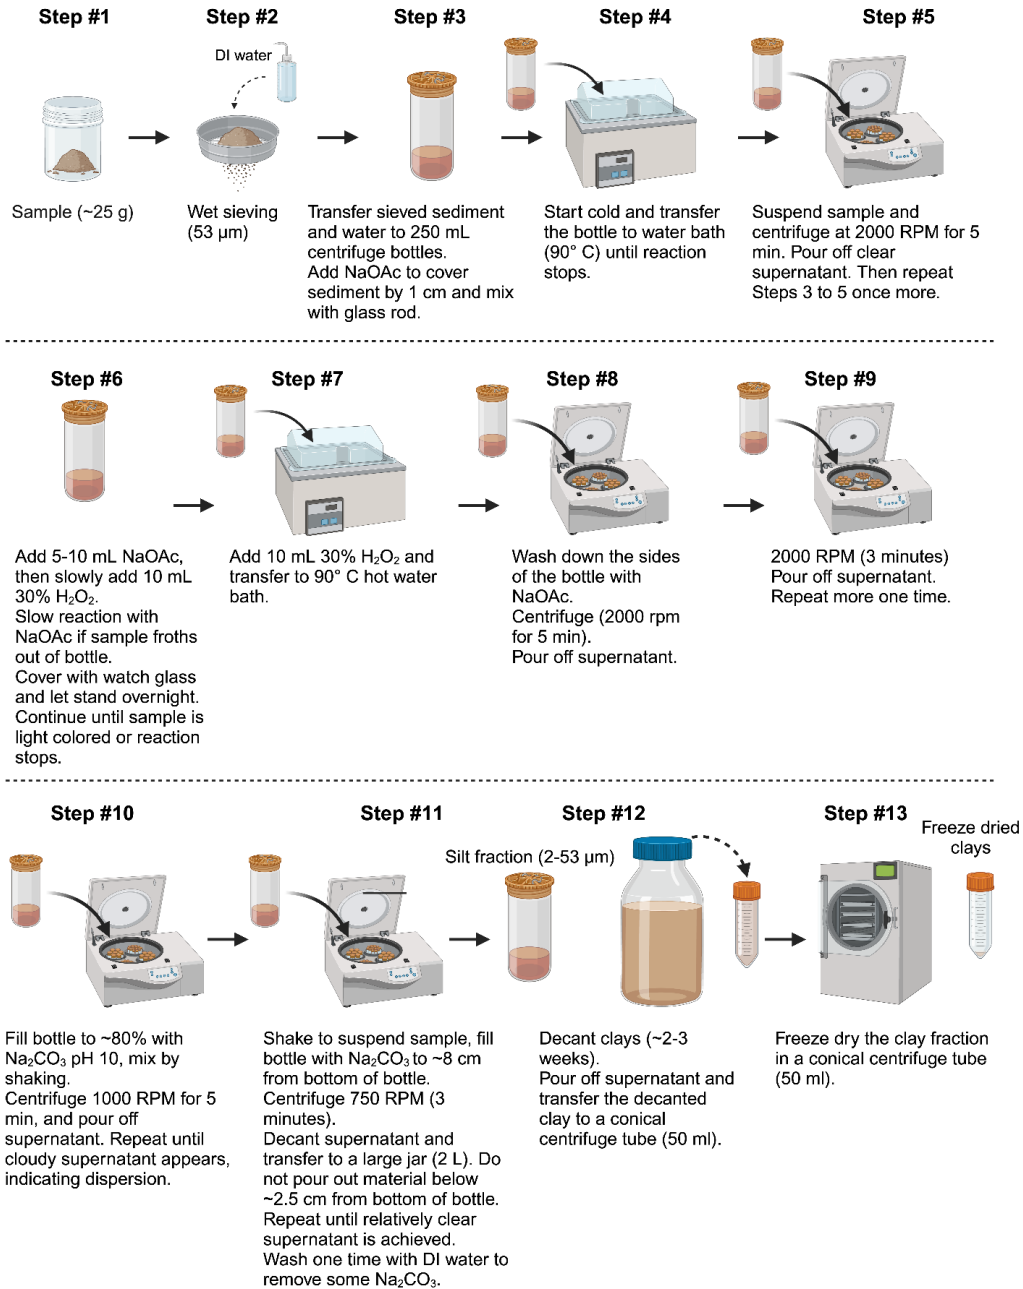 Step #1
Step #2
Step #3
Step #4
Step #5
DI water
Sample (~25 g)
Wet sieving
(53 µm)
Transfer sieved sediment
and water to 250 mL
centrifuge bottles.
Add NaOAc to cover
sediment by 1 cm and mix
with glass rod.
Start cold and transfer
the bottle to water bath
(90° C) until reaction
stops.
Suspend sample and
centrifuge at 2000 RPM for 5
min. Pour off clear
supernatant. Then repeat
Steps 3 to 5 once more.
Step #6
Step #7
Step #8
Step #9
Add 5-10 mL NaOAc,
then slowly add 10 mL
30% H₂O₂.
Slow reaction with
NaOAc if sample froths
out of bottle.
Cover with watch glass
and let stand overnight.
Continue until sample is
light colored or reaction
stops.
Add 10 mL 30% H₂O₂ and
transfer to 90° C hot water
bath.
Wash down the sides
of the bottle with
NaOAc.
Centrifuge (2000 rpm
for 5 min).
Pour off supernatant.
2000 RPM (3 minutes)
Pour off supernatant.
Repeat more one time.
Step #10
Step #11
Step #12
Step #13
Silt fraction (2-53 µm)
Freeze dried
clays
Fill bottle to ~80% with
Na₂CO₃ pH 10, mix by
shaking.
Centrifuge 1000 RPM for 5
min, and pour off
supernatant. Repeat until
cloudy supernatant appears,
indicating dispersion.
Shake to suspend sample, fill
bottle with Na₂CO₃ to ~8 cm
from bottom of bottle.
Centrifuge 750 RPM (3
minutes).
Decant supernatant and
transfer to a large jar (2 L). Do
not pour out material below
~2.5 cm from bottom of bottle.
Repeat until relatively clear
supernatant is achieved.
Wash one time with DI water to
remove some Na₂CO₃.
Decant clays (~2-3
weeks).
Pour off supernatant and
transfer the decanted
clay to a conical
centrifuge tube (50 ml).
Freeze dry the clay fraction
in a conical centrifuge tube
(50 ml).